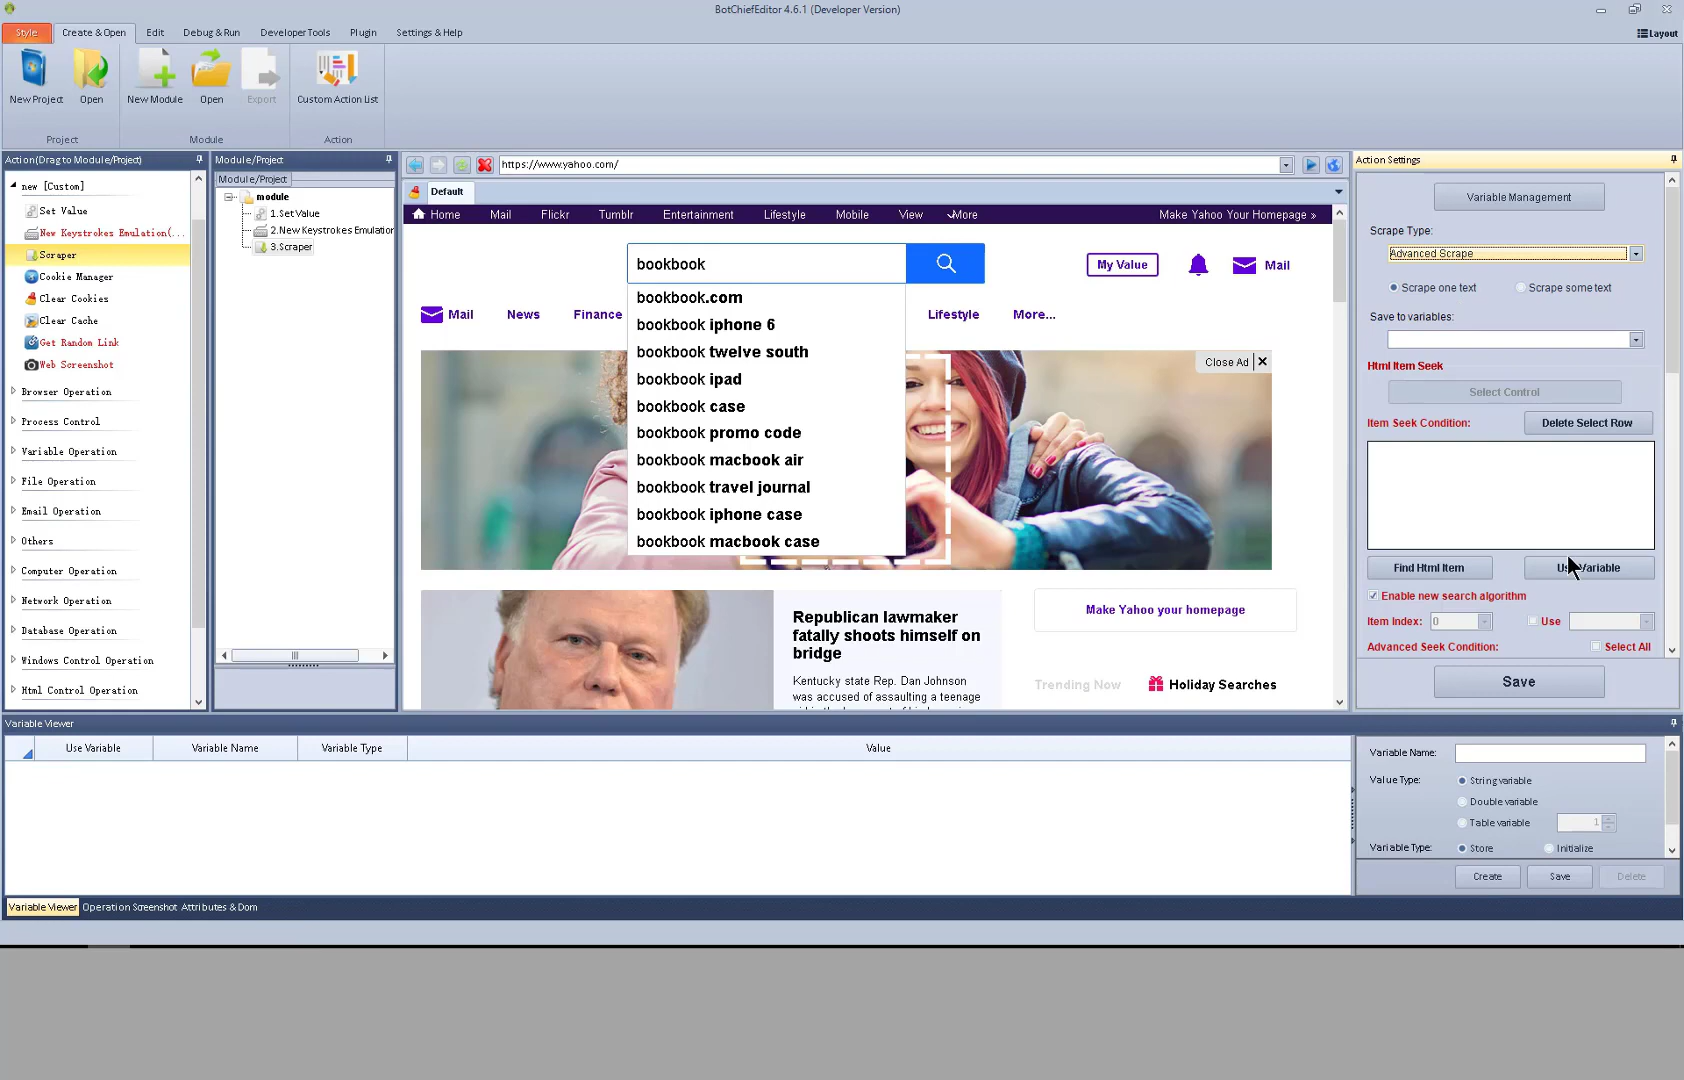 BotChiefEditor 4.6.1 (Developer Version)
Style
Create & Open
Edit
Debug & Run
Developer Tools
Plugin
Settings & Help
Layout
New Project
Open
New Module
Open
Export
Custom Action List
Project
Module
Action
Action(Drag to Module/Project)
new [Custom]
Set Value
New Keystrokes Emulation(...
Scraper
Cookie Manager
Clear Cookies
Clear Cache
Get Random Link
Web Screenshot
Browser Operation
Process Control
Variable Operation
File Operation
Email Operation
Others
Computer Operation
Network Operation
Database Operation
Windows Control Operation
Html Control Operation
Module/Project
Module/Project
module
1.SetValue
2.New Keystrokes Emulation
3.Scraper
https://www.yahoo.com/
Default
Home
Mail
Flickr
Tumblr
Entertainment
Lifestyle
Mobile
View
More
Make Yahoo Your Homepage »
bookbook
My Value
Mail
bookbook.com
bookbook iphone 6
bookbook twelve south
bookbook ipad
bookbook case
bookbook promo code
bookbook macbook air
bookbook travel journal
bookbook iphone case
bookbook macbook case
Mail
News
Finance
Lifestyle
More...
Close Ad
Republican lawmaker
fatally shoots himself on
bridge
Kentucky state Rep. Dan Johnson
was accused of assaulting a teenage
Make Yahoo your homepage
Trending Now
Holiday Searches
Action Settings
Variable Management
Scrape Type:
Advanced Scrape
Scrape one text
Scrape some text
Save to variables:
Html Item Seek
Select Control
Item Seek Condition:
Delete Select Row
Find Html Item
Use Variable
Enable new search algorithm
Item Index:
0
Use
Advanced Seek Condition:
Select All
Save
Variable Viewer
Use Variable
Variable Name
Variable Type
Value
Variable Name:
Value Type:
String variable
Double variable
Table variable
1
Variable Type:
Store
Initialize
Create
Save
Delete
Variable Viewer
Operation Screenshot
Attributes & Dom